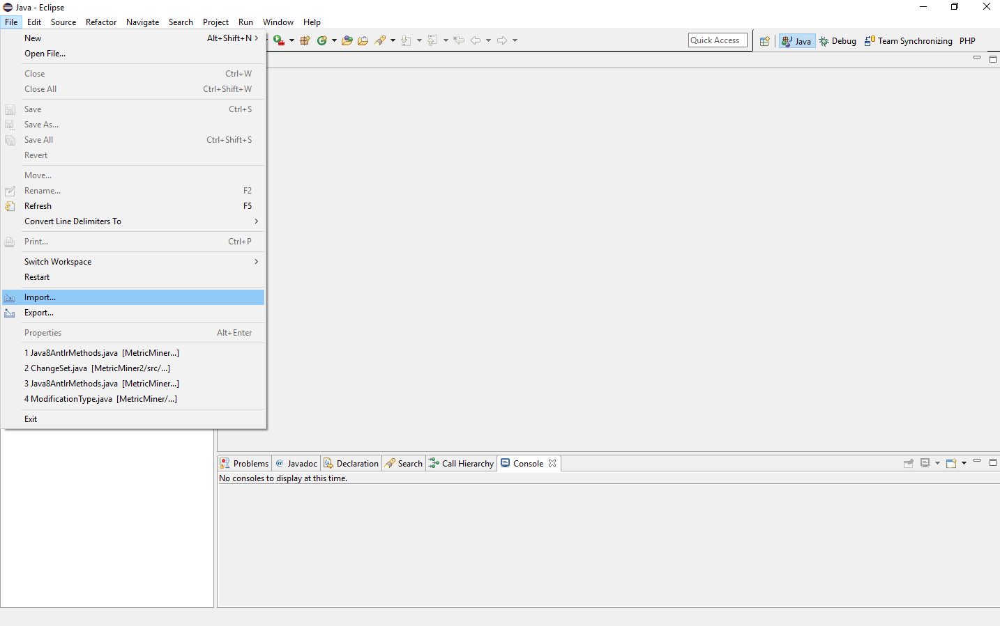 Java - Eclipse
File Edit Source Refactor Navigate Search Project Run Window Help
New Alt+Shift+N
Open File...
Close Ctrl+W
Close All Ctrl+Shift+W
Save Ctrl+S
Save As...
Save All Ctrl+Shift+S
Revert
Move...
Rename... F2
Refresh F5
Convert Line Delimiters To
Print... Ctrl+P
Switch Workspace
Restart
Import...
Export...
Properties Alt+Enter
1 Java8AntlrMethods.java [MetricMiner...]
2 ChangeSet.java [MetricMiner2/src/...]
3 Java8AntlrMethods.java [MetricMiner...]
4 ModificationType.java [MetricMiner/...]
Exit
Quick Access Java Debug Team Synchronizing PHP
Problems @ Javadoc Declaration Search Call Hierarchy Console
No consoles to display at this time.